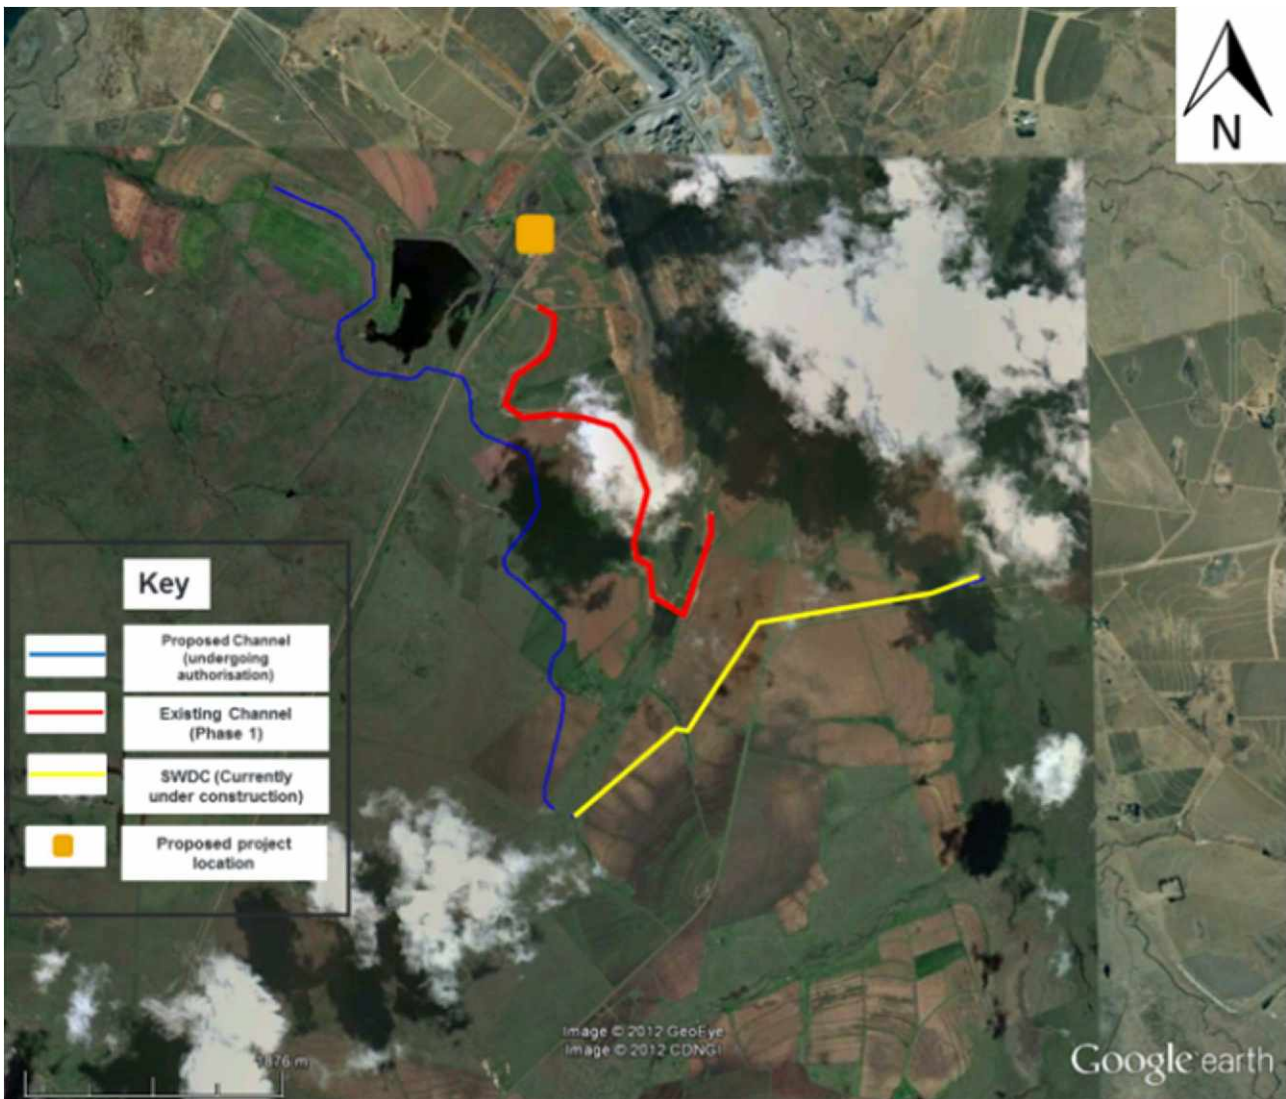 N
Key
Proposed Channel
(undergoing
authorisation)
Existing Channel
(Phase 1)
SWDC (Currently
under construction)
Proposed project
location
Image © 2012 GeoEye
Image © 2012 CDNGI
1876 m
Google earth